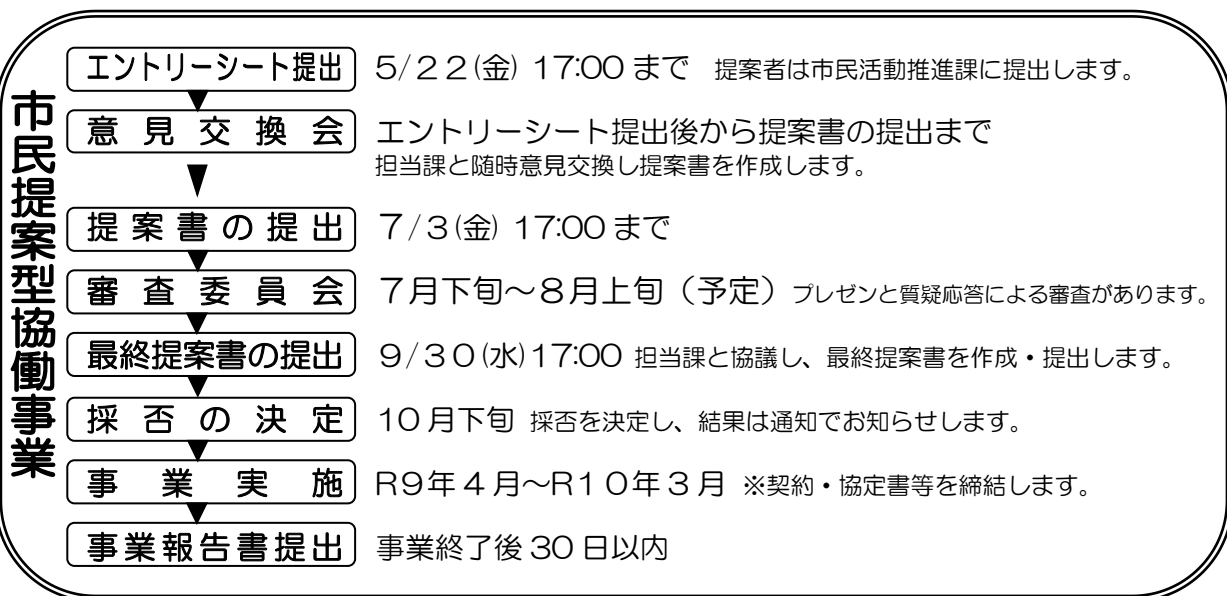 市民提案型協働事業
エントリーシート提出 5/22(金) 17:00まで 提案者は市民活動推進課に提出します。
意見交換会 エントリーシート提出後から提案書の提出まで
担当課と随時意見交換し提案書を作成します。
提案書の提出 7/3(金) 17:00まで
審査委員会 7月下旬~8月上旬(予定) プレゼンと質疑応答による審査があります。
最終提案書の提出 9/30(水)17:00 担当課と協議し、最終提案書を作成・提出します。
採否の決定 10月下旬 採否を決定し、結果は通知でお知らせします。
事業実施 R9年4月~R10年3月 ※契約・協定書等を締結します。
事業報告書提出 事業終了後30日以内